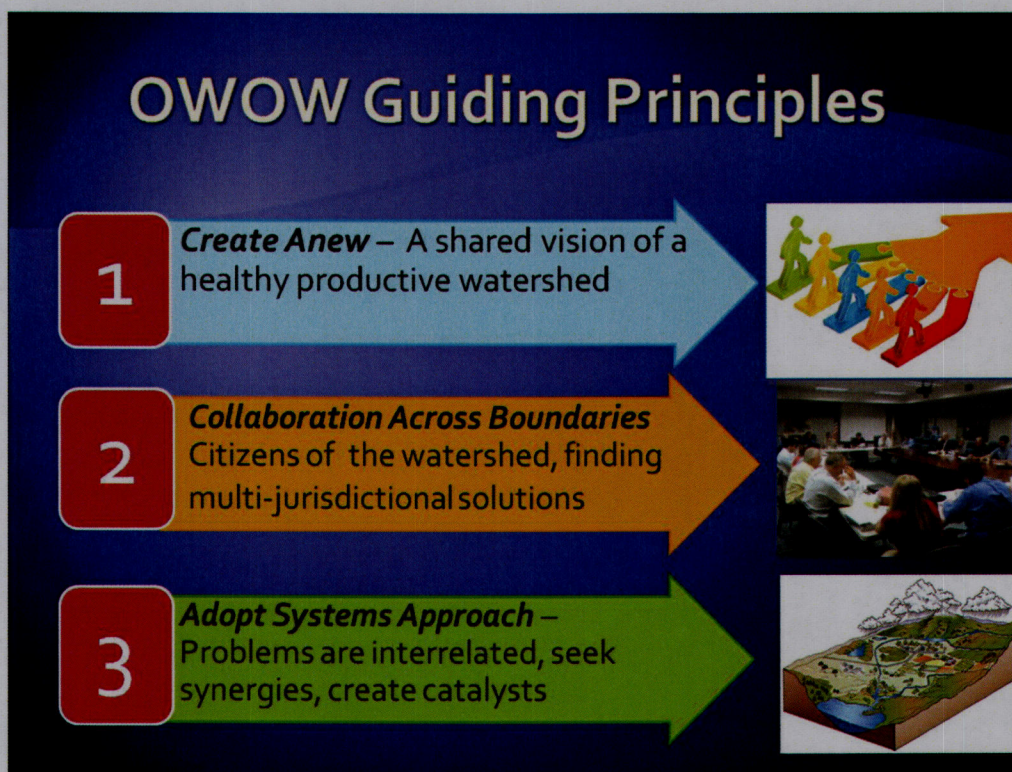 OWOW Guiding Principles
1
Create Anew – A shared vision of a
healthy productive watershed
2
Collaboration Across Boundaries
Citizens of the watershed, finding
multi-jurisdictional solutions
3
Adopt Systems Approach –
Problems are interrelated, seek
synergies, create catalysts